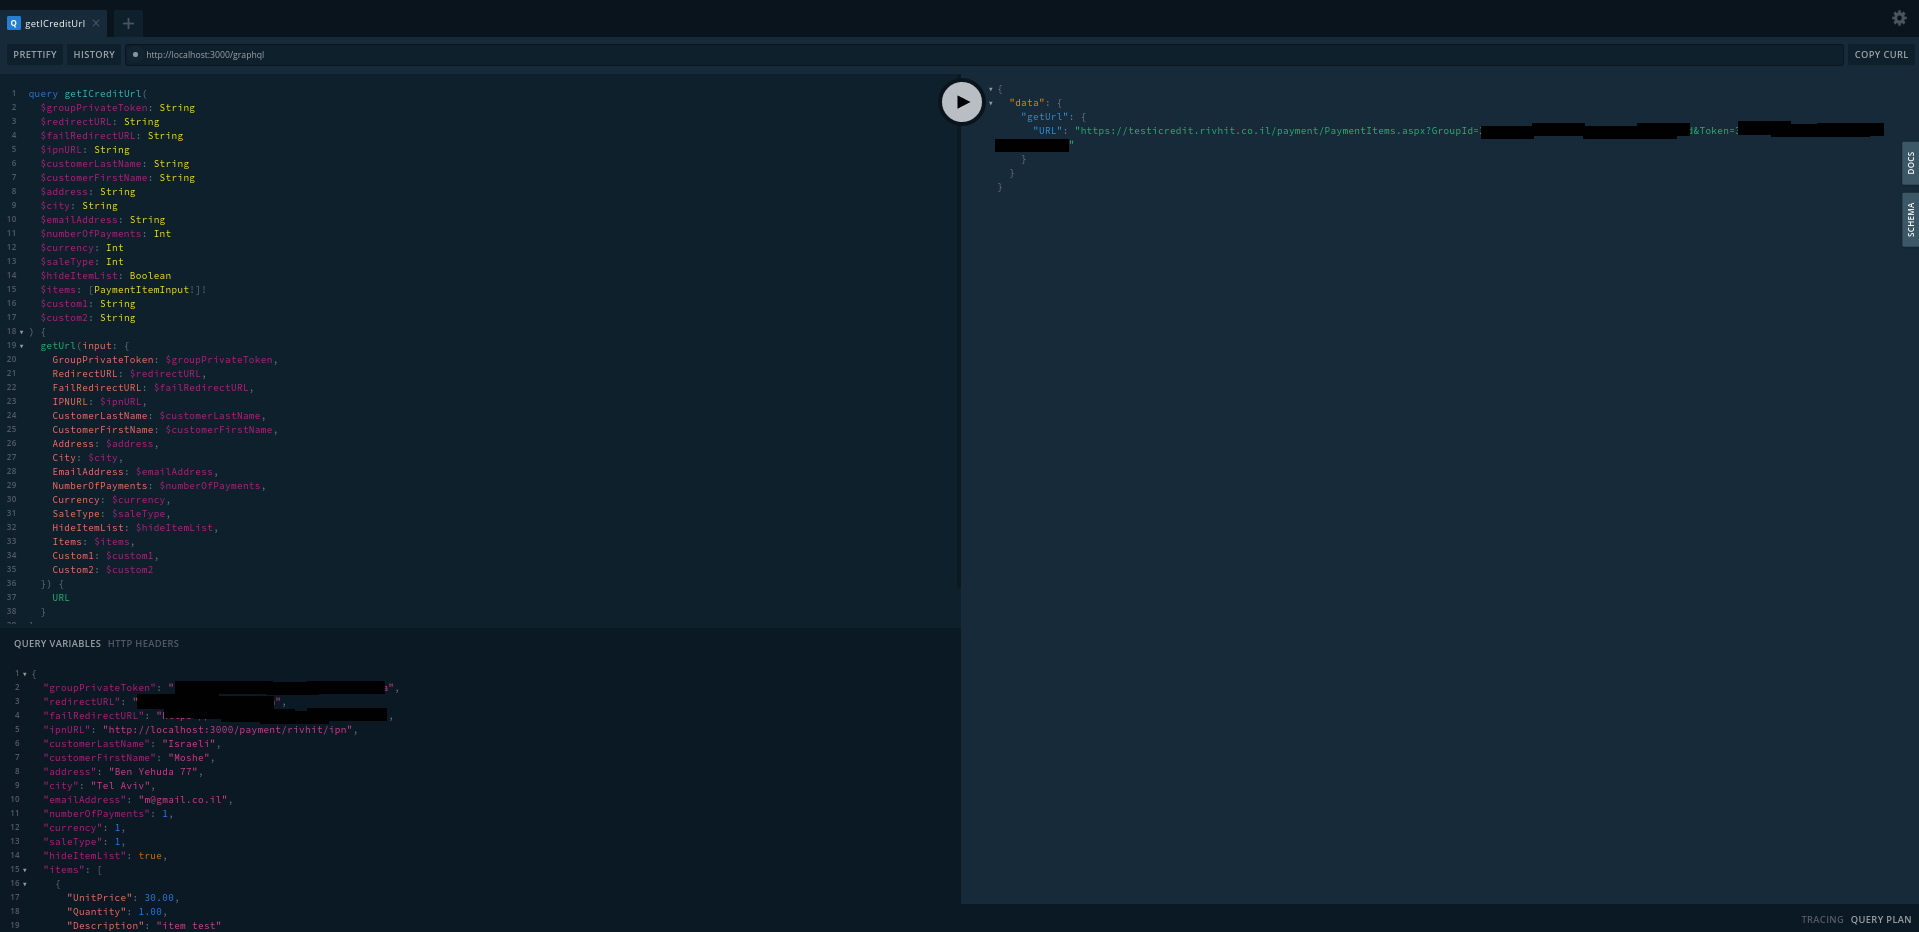 Q getICreditUrl × +
PRETTIFY HISTORY http://localhost:3000/graphql COPY CURL
1 query getICreditUrl(
2 $groupPrivateToken: String
3 $redirectURL: String
4 $failRedirectURL: String
5 $ipnURL: String
6 $customerLastName: String
7 $customerFirstName: String
8 $address: String
9 $city: String
10 $emailAddress: String
11 $numberOfPayments: Int
12 $currency: Int
13 $saleType: Int
14 $hideItemList: Boolean
15 $items: [PaymentItemInput!]!
16 $custom1: String
17 $custom2: String
18 ) {
19 getUrl(input: {
20 GroupPrivateToken: $groupPrivateToken,
21 RedirectURL: $redirectURL,
22 FailRedirectURL: $failRedirectURL,
23 IPNURL: $ipnURL,
24 CustomerLastName: $customerLastName,
25 CustomerFirstName: $customerFirstName,
26 Address: $address,
27 City: $city,
28 EmailAddress: $emailAddress,
29 NumberOfPayments: $numberOfPayments,
30 Currency: $currency,
31 SaleType: $saleType,
32 HideItemList: $hideItemList,
33 Items: $items,
34 Custom1: $custom1,
35 Custom2: $custom2
36 }) {
37 URL
38 }
QUERY VARIABLES HTTP HEADERS
1 {
2 "groupPrivateToken": "",
3 "redirectURL": "",
4 "failRedirectURL": " ,
5 "ipnURL": "http://localhost:3000/payment/rivhit/ipn",
6 "customerLastName": "Israeli",
7 "customerFirstName": "Moshe",
8 "address": "Ben Yehuda 77",
9 "city": "Tel Aviv",
10 "emailAddress": "m@gmail.co.il",
11 "numberOfPayments": 1,
12 "currency": 1,
13 "saleType": 1,
14 "hideItemList": true,
15 "items": [
16 {
17 "UnitPrice": 30.00,
18 "Quantity": 1.00,
19 "Description": "item test"
{
"data": {
"getUrl": {
"URL": "https://testicredit.rivhit.co.il/payment/PaymentItems.aspx?GroupId= &Token=
"
}
}
}
DOCS
SCHEMA
TRACING QUERY PLAN